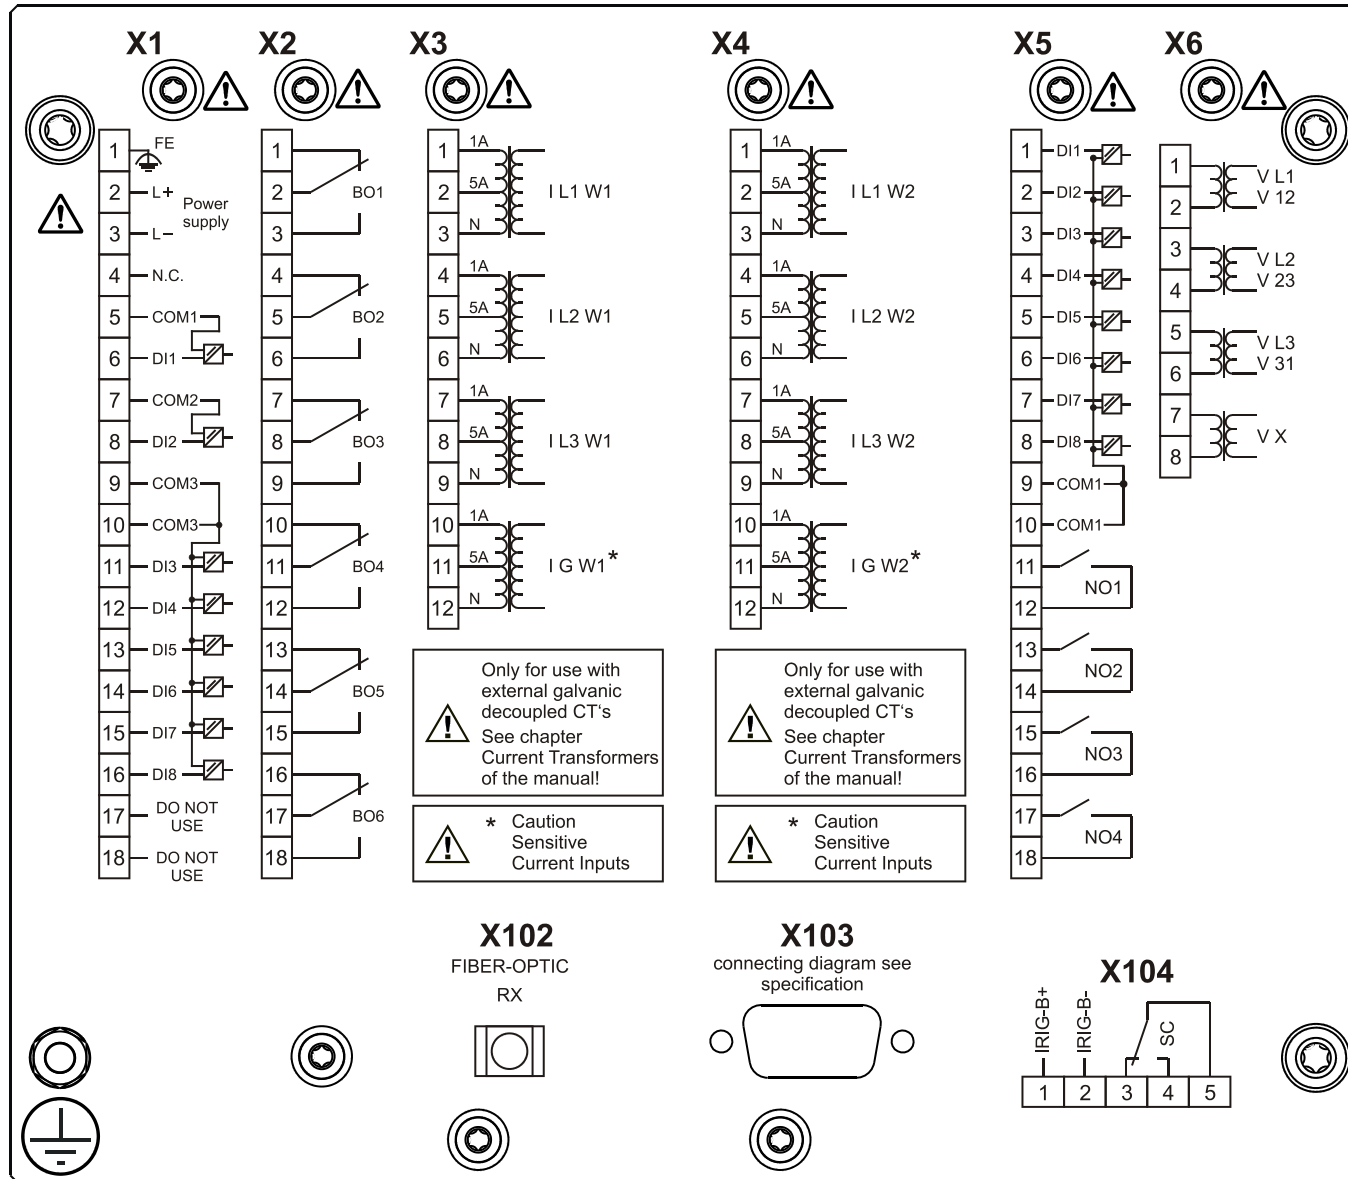 X1
1
FE
2
L+
Power
supply
3
L–
4
N.C.
5
COM1
6
DI1
7
COM2
8
DI2
9
COM3
10
COM3
11
DI3
12
DI4
13
DI5
14
DI6
15
DI7
16
DI8
17
DO NOT
USE
18
DO NOT
USE
X2
1
2
BO1
3
4
5
BO2
6
7
8
BO3
9
10
11
BO4
12
13
14
BO5
15
16
17
BO6
18
X3
1
1A
2
5A
I L1 W1
3
N
4
1A
5
5A
I L2 W1
6
N
7
1A
8
5A
I L3 W1
9
N
10
1A
11
5A
I G W1*
12
N
Only for use with
external galvanic
decoupled CT's
See chapter
Current Transformers
of the manual!
* Caution
Sensitive
Current Inputs
X4
1
1A
2
5A
I L1 W2
3
N
4
1A
5
5A
I L2 W2
6
N
7
1A
8
5A
I L3 W2
9
N
10
1A
11
5A
I G W2*
12
N
Only for use with
external galvanic
decoupled CT's
See chapter
Current Transformers
of the manual!
* Caution
Sensitive
Current Inputs
X5
1
DI1
2
DI2
3
DI3
4
DI4
5
DI5
6
DI6
7
DI7
8
DI8
9
COM1
10
COM1
11
NO1
12
13
NO2
14
15
NO3
16
17
NO4
18
X6
1
V L1
V 12
2
3
V L2
V 23
4
5
V L3
V 31
6
7
V X
8
X102
FIBER-OPTIC
RX
X103
connecting diagram see
specification
X104
IRIG-B+
IRIG-B-
SC
1 2 3 4 5